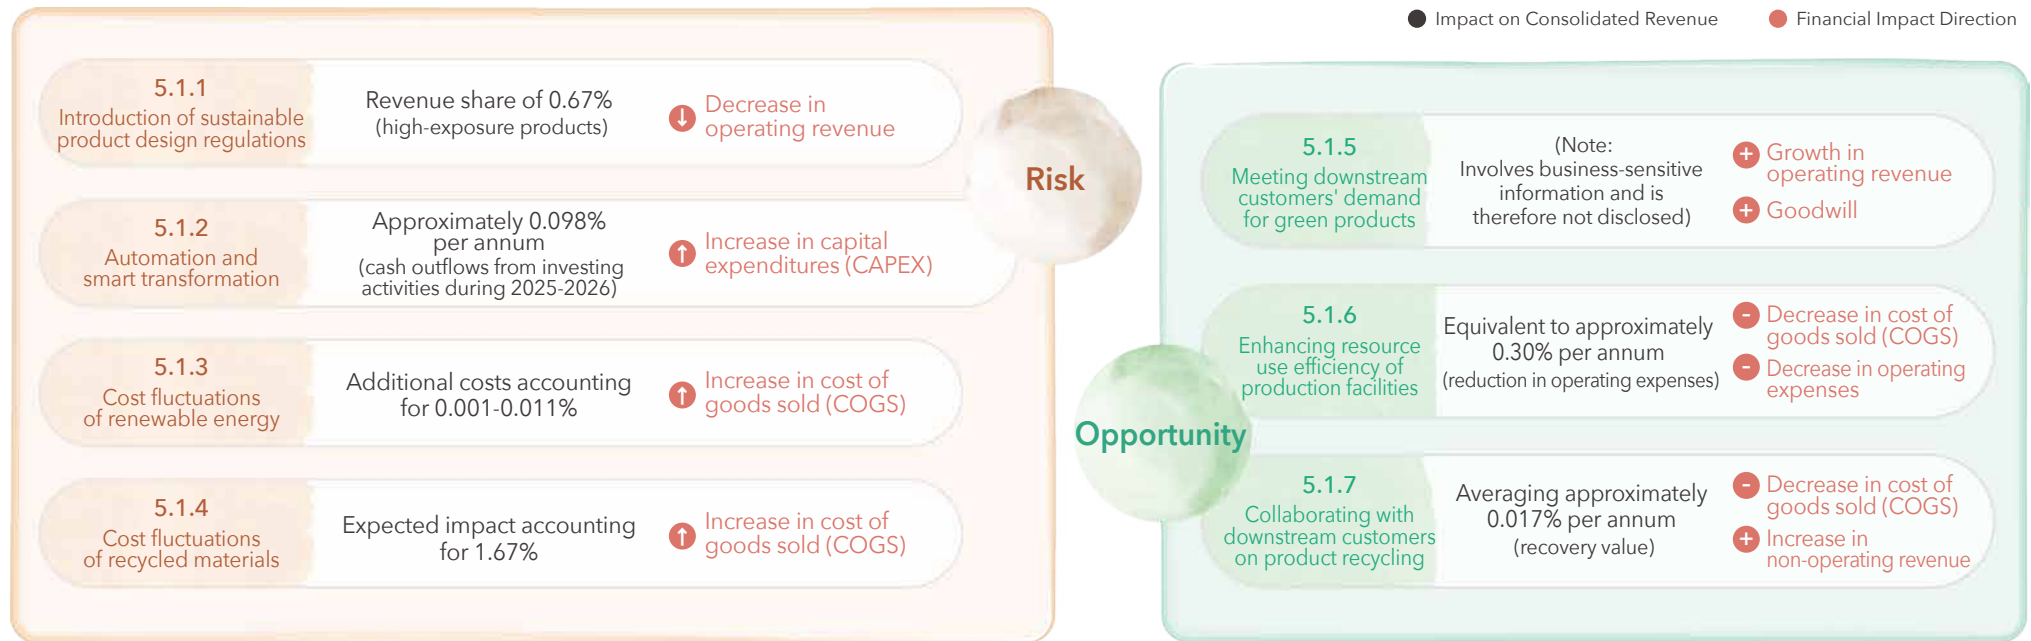 Impact on Consolidated Revenue
Financial Impact Direction
5.1.1
Introduction of sustainable
product design regulations
Revenue share of 0.67%
(high-exposure products)
Decrease in
operating revenue
5.1.2
Automation and
smart transformation
Approximately 0.098%
per annum
(cash outflows from investing
activities during 2025-2026)
Increase in capital
expenditures (CAPEX)
5.1.3
Cost fluctuations
of renewable energy
Additional costs accounting
for 0.001-0.011%
Increase in cost of
goods sold (COGS)
5.1.4
Cost fluctuations
of recycled materials
Expected impact accounting
for 1.67%
Increase in cost of
goods sold (COGS)
Risk
Opportunity
5.1.5
Meeting downstream
customers' demand
for green products
(Note:
Involves business-sensitive
information and is
therefore not disclosed)
+ Growth in
operating revenue
+ Goodwill
5.1.6
Enhancing resource
use efficiency of
production facilities
Equivalent to approximately
0.30% per annum
(reduction in operating expenses)
- Decrease in cost of
goods sold (COGS)
- Decrease in operating
expenses
5.1.7
Collaborating with
downstream customers
on product recycling
Averaging approximately
0.017% per annum
(recovery value)
- Decrease in cost of
goods sold (COGS)
+ Increase in
non-operating revenue